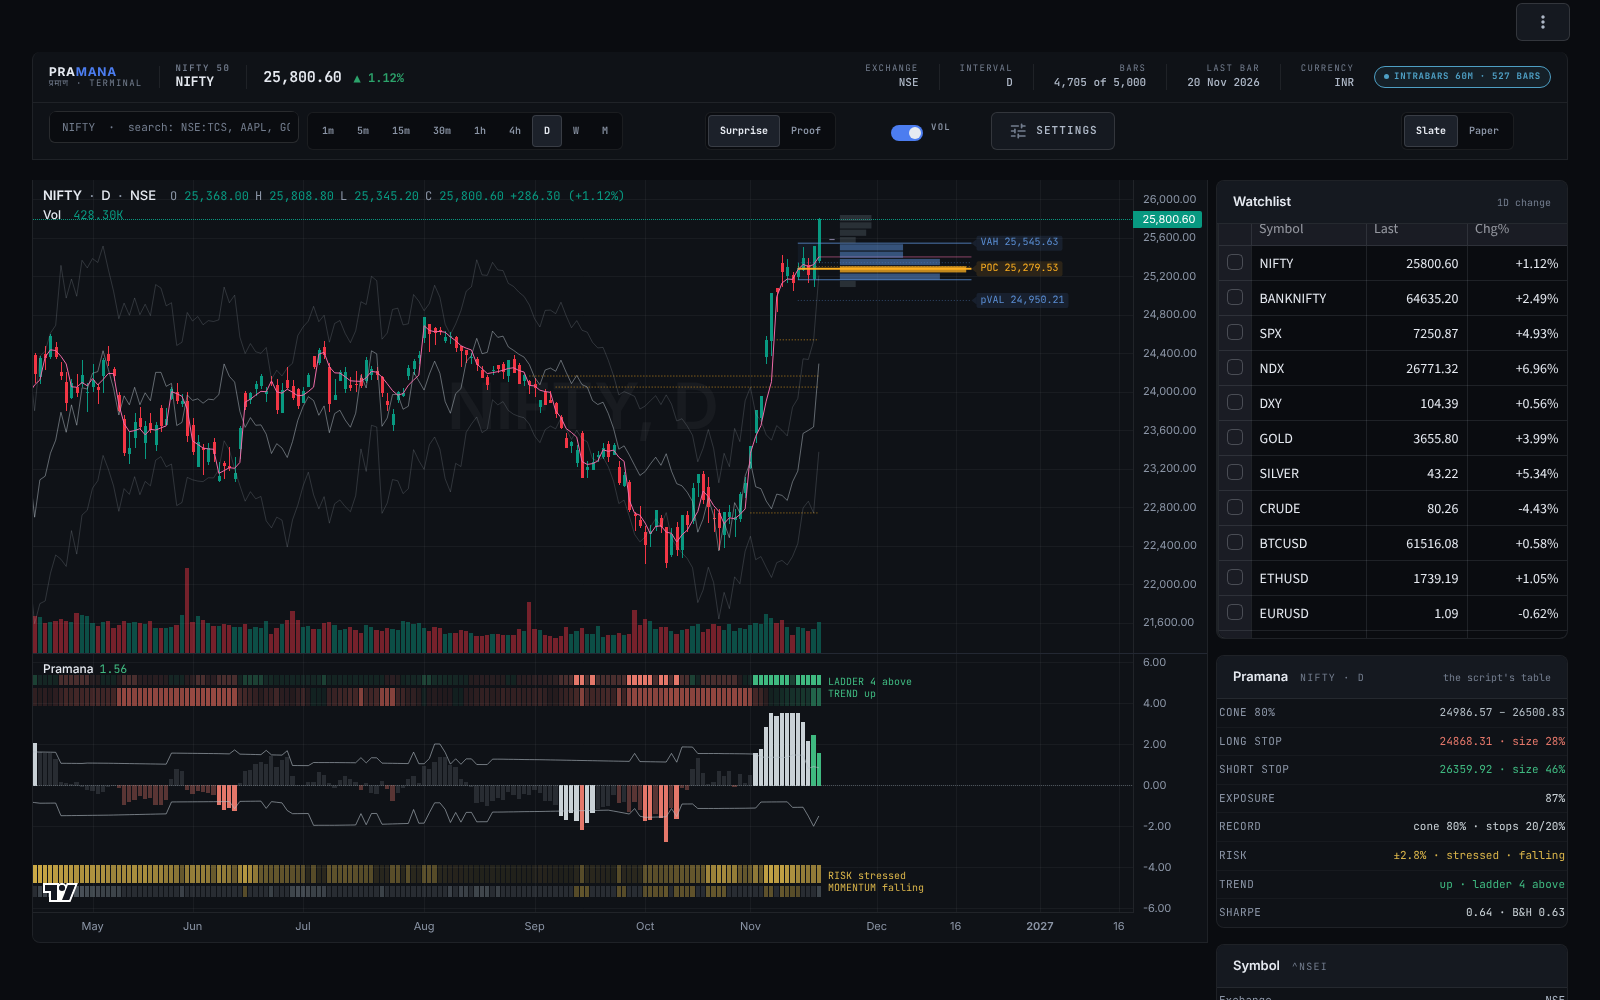 PRAMANA
प्रमाण · TERMINAL
NIFTY 50
NIFTY
25,800.60 ▲ 1.12%
EXCHANGE
NSE
INTERVAL
D
BARS
4,705 of 5,000
LAST BAR
20 Nov 2026
CURRENCY
INR
INTRABARS 60M · 527 BARS
NIFTY · search: NSE:TCS, AAPL, GC
1m 5m 15m 30m 1h 4h D W M
Surprise Proof
VOL
SETTINGS
Slate Paper
NIFTY · D · NSE O 25,368.00 H 25,808.80 L 25,345.20 C 25,800.60 +286.30 (+1.12%)
Vol 428.30K
NIFTY, D
VAH 25,545.63
POC 25,279.53
pVAL 24,950.21
26,000.00
25,800.60
25,600.00
25,200.00
24,800.00
24,400.00
24,000.00
23,600.00
23,200.00
22,800.00
22,400.00
22,000.00
21,600.00
Pramana 1.56
LADDER 4 above
TREND up
RISK stressed
MOMENTUM falling
6.00
4.00
2.00
0.00
-2.00
-4.00
-6.00
May Jun Jul Aug Sep Oct Nov Dec 16 2027 16
Watchlist 1D change
Symbol Last Chg%
NIFTY 25800.60 +1.12%
BANKNIFTY 64635.20 +2.49%
SPX 7250.87 +4.93%
NDX 26771.32 +6.96%
DXY 104.39 +0.56%
GOLD 3655.80 +3.99%
SILVER 43.22 +5.34%
CRUDE 80.26 -4.43%
BTCUSD 61516.08 +0.58%
ETHUSD 1739.19 +1.05%
EURUSD 1.09 -0.62%
Pramana NIFTY · D the script's table
CONE 80% 24986.57 – 26500.83
LONG STOP 24868.31 · size 28%
SHORT STOP 26359.92 · size 46%
EXPOSURE 87%
RECORD cone 80% · stops 20/20%
RISK ±2.8% · stressed · falling
TREND up · ladder 4 above
SHARPE 0.64 · B&H 0.63
Symbol ^NSEI
Exchange NSE